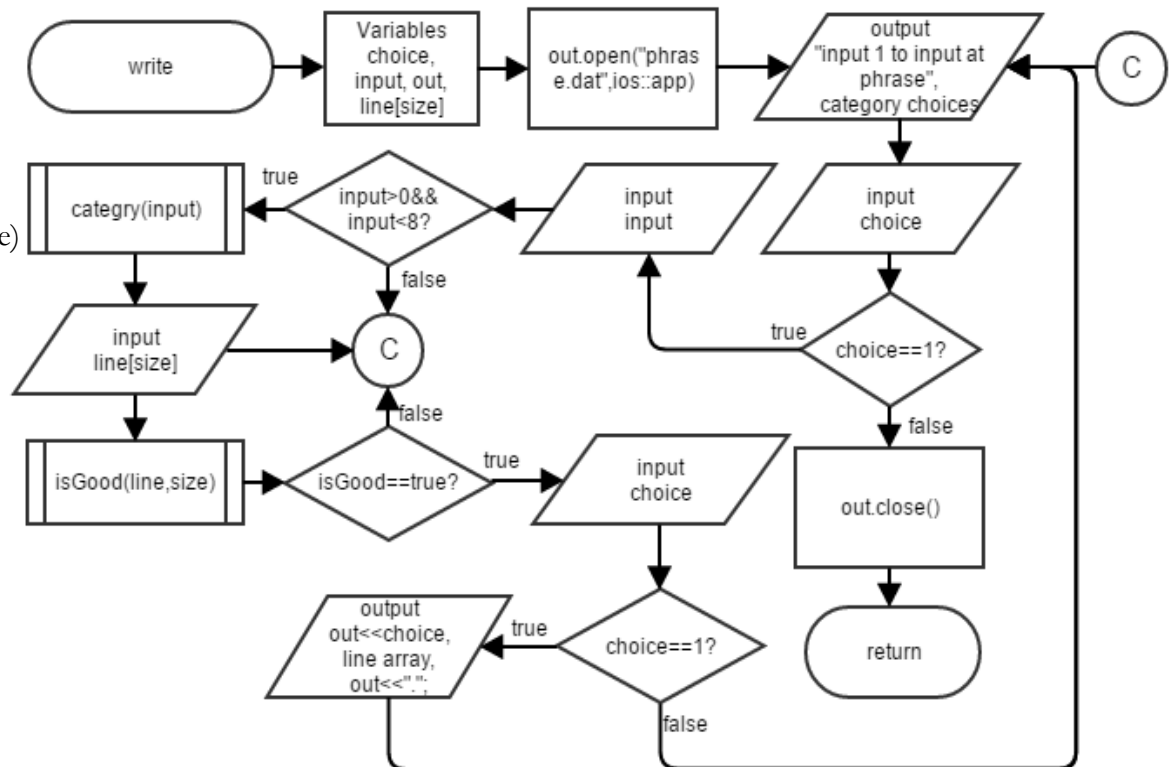 write
Variables
choice,
input, out,
line[size]
out.open("phras
e.dat",ios::app)
output
"input 1 to input at
phrase",
category choices
C
true
categry(input)
input>0&&
input<8?
input
input
input
choice
e)
false
true
choice==1?
input
line[size]
C
false
false
isGood(line,size)
isGood==true?
true
input
choice
out.close()
output
out<<choice,
line array,
out<<".";
true
choice==1?
return
false